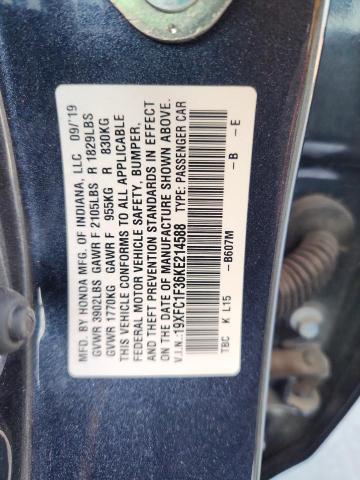 MFD. BY HONDA MFG. OF INDIANA, LLC 09/'19
GVWR 3902LBS GAWR F 2105LBS R 1829LBS
GVWR 1770KG GAWR F 955KG R 830KG
THIS VEHICLE CONFORMS TO ALL APPLICABLE
FEDERAL MOTOR VEHICLE SAFETY, BUMPER,
AND THEFT PREVENTION STANDARDS IN EFFECT
ON THE DATE OF MANUFACTURE SHOWN ABOVE.
V.I.N.:19XFC1F36KE214588 TYPE: PASSENGER CAR
-B607M -B -E
TBC K L15